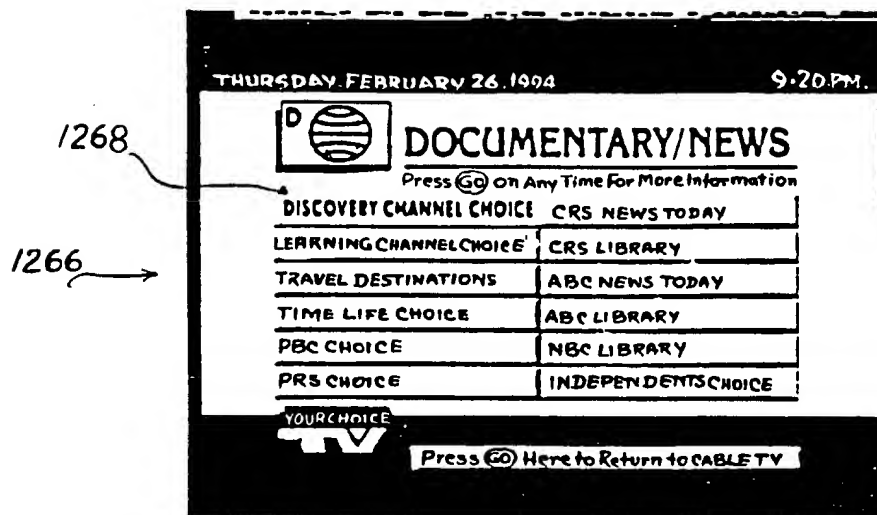 THURSDAY.FEBRUARY 26.1994 9.20.PM.
D
DOCUMENTARY/NEWS
Press GO on Any Time For More Information
1268
DISCOVERY CHANNEL CHOICE CRS NEWS TODAY
LEARNING CHANNEL CHOICE CRS LIBRARY
1266
TRAVEL DESTINATIONS ABC NEWS TODAY
TIME LIFE CHOICE ABC LIBRARY
PBC CHOICE NBC LIBRARY
PRS CHOICE INDEPENDENTS CHOICE
YOUR CHOICE
TV
Press GO Here to Return to CABLE TV